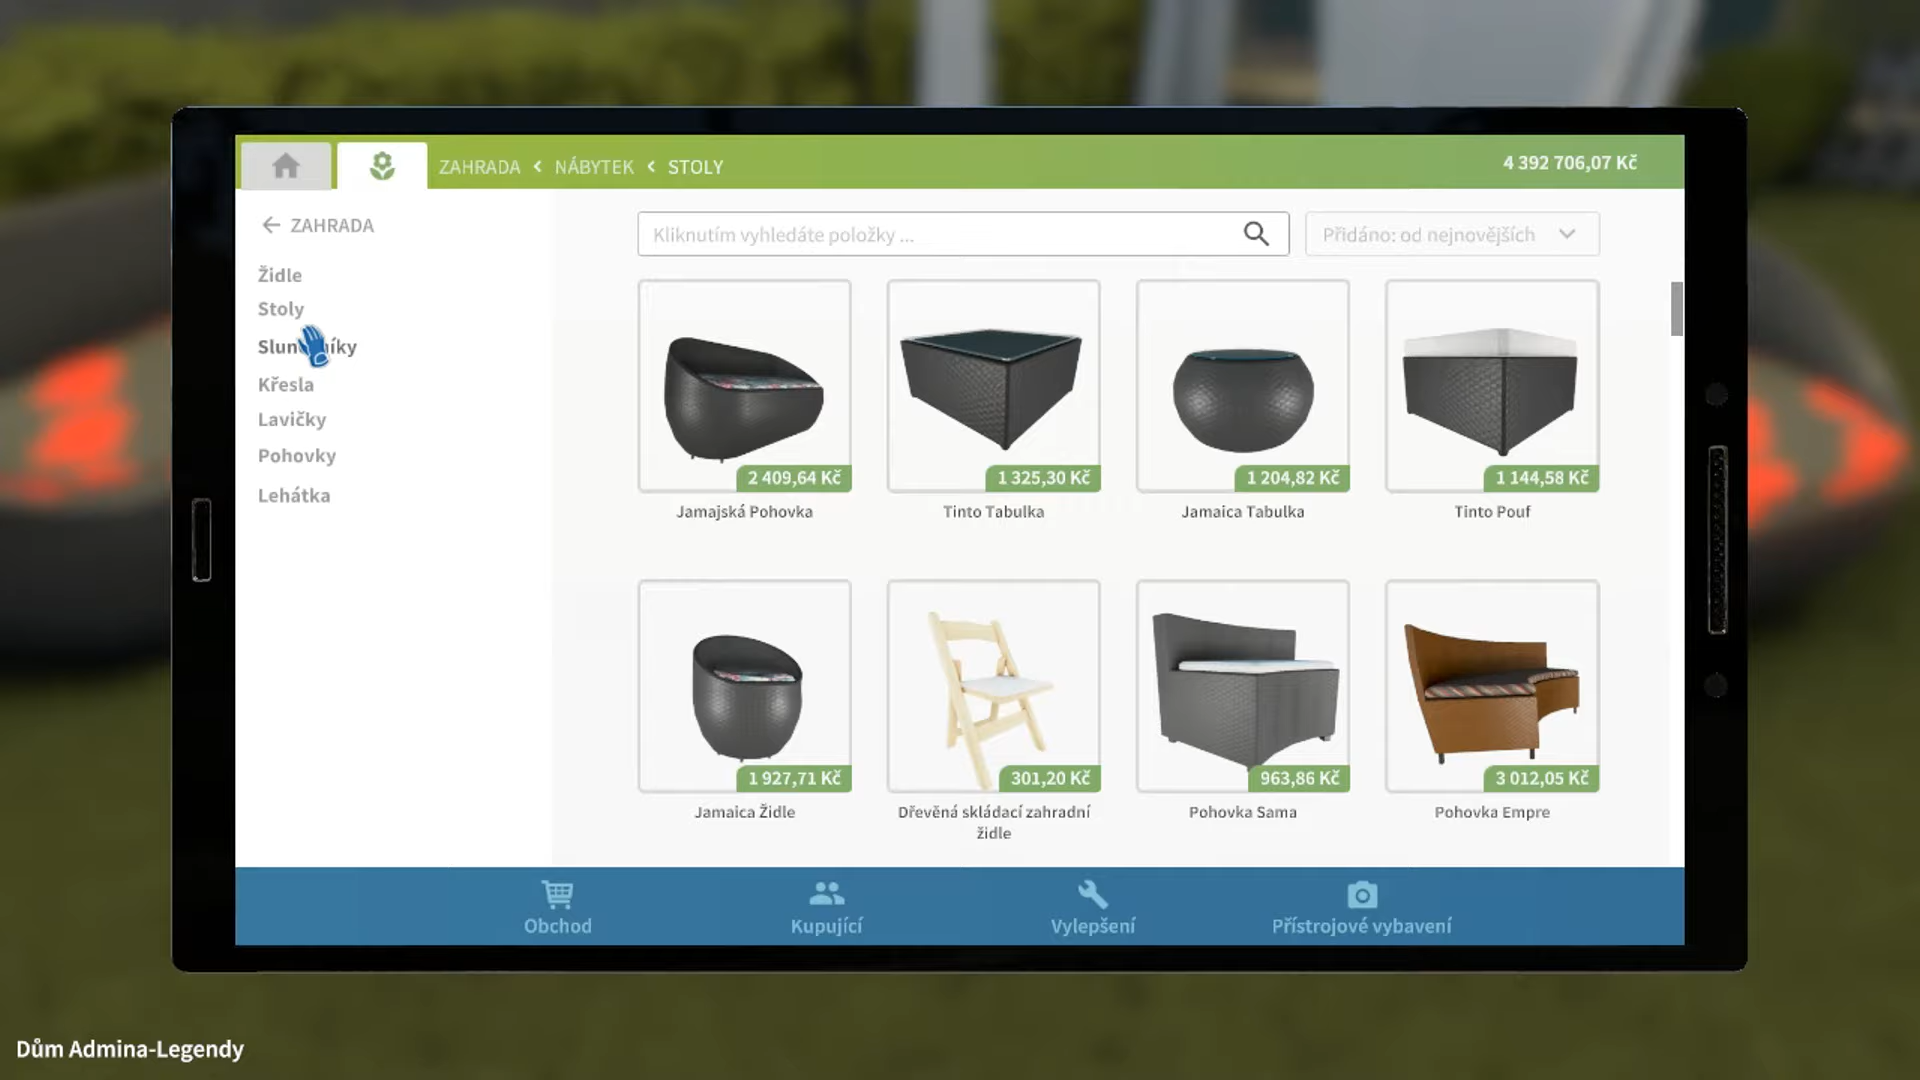 ZAHRADA < NÁBYTEK < STOLY
4 392 706,07 Kč
ZAHRADA
Židle
Stoly
Křesla
Lavičky
Pohovky
Lehátka
Kliknutím vyhledáte položky ...
Přidáno: od nejnovějších
2 409,64 Kč
Jamajská Pohovka
1 325,30 Kč
Tinto Tabulka
1 204,82 Kč
Jamaica Tabulka
1 144,58 Kč
Tinto Pouf
1 927,71 Kč
Jamaica Židle
301,20 Kč
Dřevěná skládací zahradní
židle
963,86 Kč
Pohovka Sama
3 012,05 Kč
Pohovka Empre
Obchod
Kupující
Vylepšení
Přístrojové vybavení
Dům Admina-Legendy